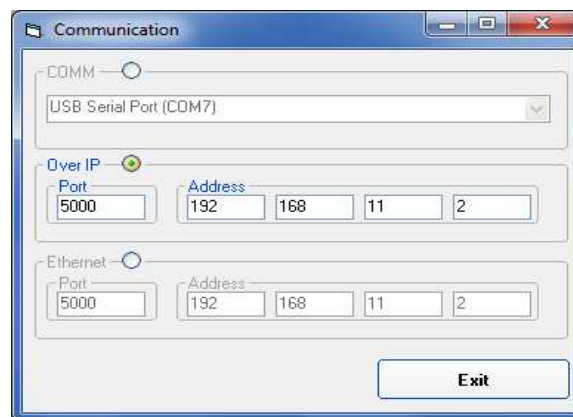 Communication
COMM
USB Serial Port (COM7)
Over IP
Port Address
5000 192 168 11 2
Ethernet
Port Address
5000 192 168 11 2
Exit